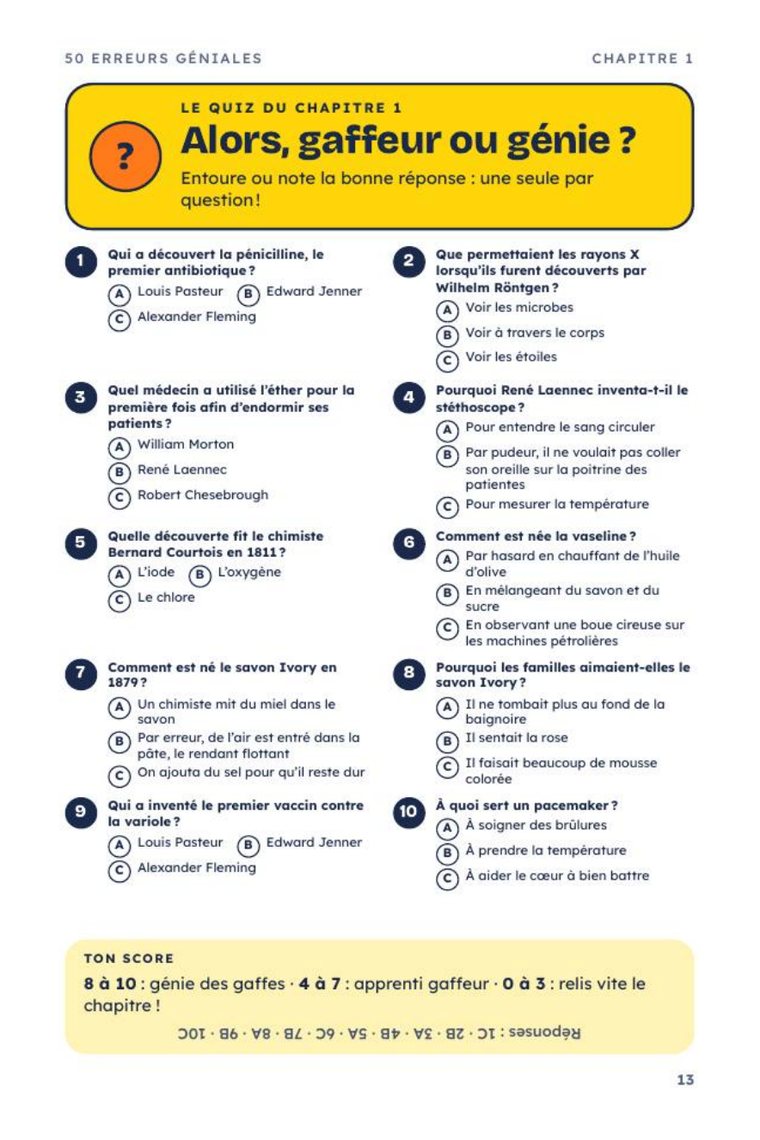 50 ERREURS GÉNIALES
CHAPITRE 1
LE QUIZ DU CHAPITRE 1
?
Alors, gaffeur ou génie ?
Entoure ou note la bonne réponse : une seule par
question !
1
Qui a découvert la pénicilline, le
premier antibiotique ?
A Louis Pasteur B Edward Jenner
C Alexander Fleming
2
Que permettaient les rayons X
lorsqu'ils furent découverts par
Wilhelm Röntgen ?
A Voir les microbes
B Voir à travers le corps
C Voir les étoiles
3
Quel médecin a utilisé l'éther pour la
première fois afin d'endormir ses
patients ?
A William Morton
B René Laennec
C Robert Chesebrough
4
Pourquoi René Laennec inventa-t-il le
stéthoscope ?
A Pour entendre le sang circuler
B Par pudeur, il ne voulait pas coller
son oreille sur la poitrine des
patientes
C Pour mesurer la température
5
Quelle découverte fit le chimiste
Bernard Courtois en 1811 ?
A L'iode B L'oxygène
C Le chlore
6
Comment est née la vaseline ?
A Par hasard en chauffant de l'huile
d'olive
B En mélangeant du savon et du
sucre
C En observant une boue cireuse sur
les machines pétrolières
7
Comment est né le savon Ivory en
1879 ?
A Un chimiste mit du miel dans le
savon
B Par erreur, de l'air est entré dans la
pâte, le rendant flottant
C On ajouta du sel pour qu'il reste dur
8
Pourquoi les familles aimaient-elles le
savon Ivory ?
A Il ne tombait plus au fond de la
baignoire
B Il sentait la rose
C Il faisait beaucoup de mousse
colorée
9
Qui a inventé le premier vaccin contre
la variole ?
A Louis Pasteur B Edward Jenner
C Alexander Fleming
10
À quoi sert un pacemaker ?
A À soigner des brûlures
B À prendre la température
C À aider le cœur à bien battre
TON SCORE
8 à 10 : génie des gaffes · 4 à 7 : apprenti gaffeur · 0 à 3 : relis vite le
chapitre !
Réponses : 1C · 2B · 3A · 4B · 5A · 6C · 7B · 8A · 9B · 10C
13